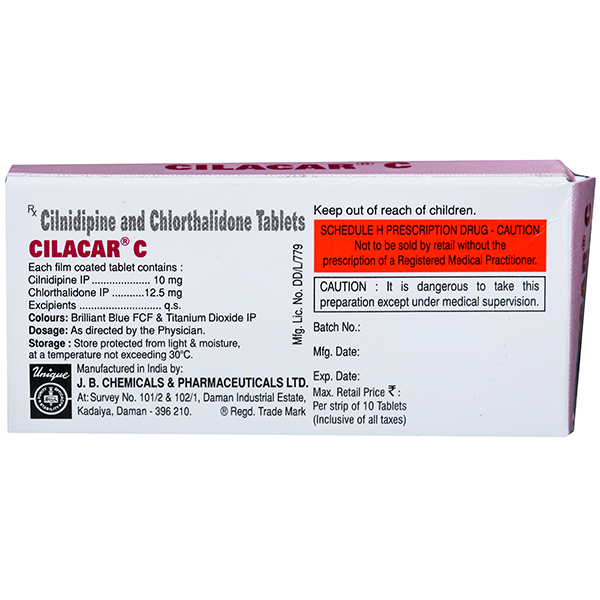 CILACAR® C
Rx Cilnidipine and Chlorthalidone Tablets
CILACAR® C
Each film coated tablet contains :
Cilnidipine IP .................... 10 mg
Chlorthalidone IP ...........12.5 mg
Excipients ........................... q.s.
Colours: Brilliant Blue FCF & Titanium Dioxide IP
Dosage: As directed by the Physician.
Storage : Store protected from light & moisture,
at a temperature not exceeding 30°C.
Unique
Manufactured in India by:
J. B. CHEMICALS & PHARMACEUTICALS LTD.
At: Survey No. 101/2 & 102/1, Daman Industrial Estate,
Kadaiya, Daman - 396 210. ® Regd. Trade Mark
Mfg. Lic. No. DD/L/779
Keep out of reach of children.
SCHEDULE H PRESCRIPTION DRUG - CAUTION
Not to be sold by retail without the
prescription of a Registered Medical Practitioner.
CAUTION : It is dangerous to take this
preparation except under medical supervision.
Batch No.:
Mfg. Date:
Exp. Date:
Max. Retail Price ₹ :
Per strip of 10 Tablets
(Inclusive of all taxes)